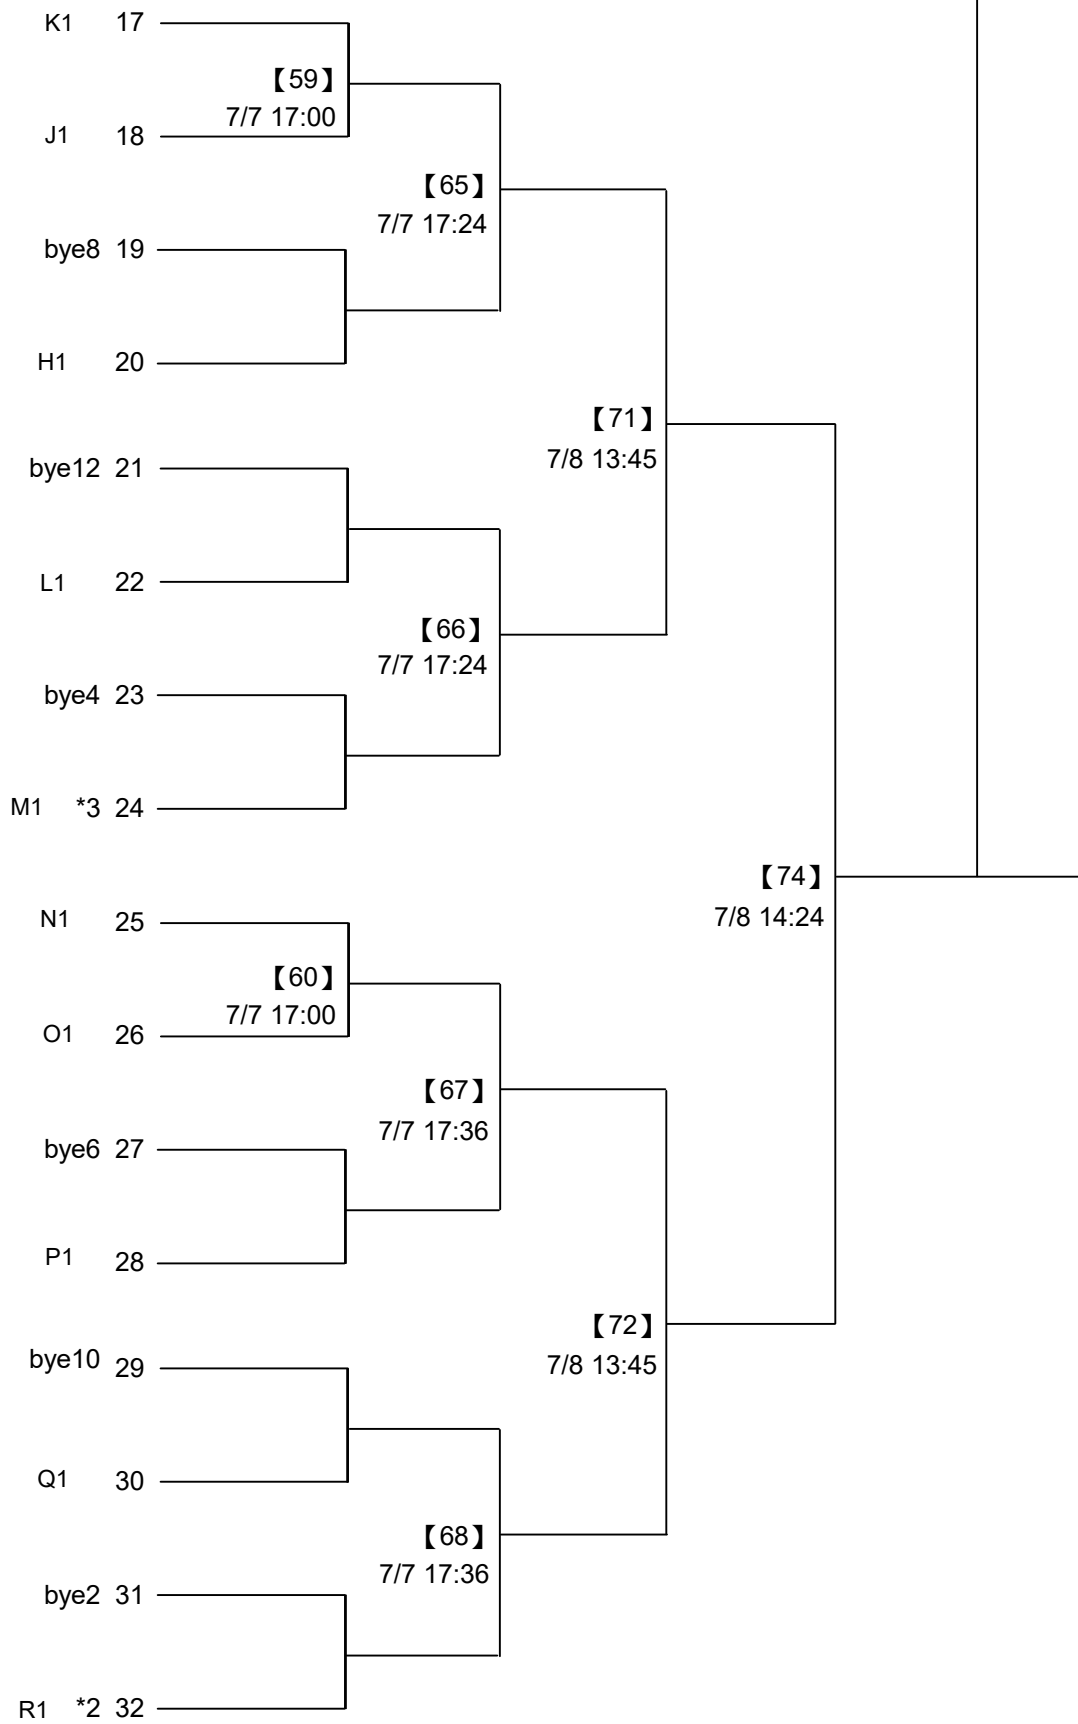 K1 17
【59】
7/7 17:00
J1 18
【65】
7/7 17:24
bye8 19
H1 20
【71】
7/8 13:45
bye12 21
L1 22
【66】
7/7 17:24
bye4 23
M1 *3 24
【74】
7/8 14:24
N1 25
【60】
7/7 17:00
O1 26
【67】
7/7 17:36
bye6 27
P1 28
【72】
7/8 13:45
bye10 29
Q1 30
【68】
7/7 17:36
bye2 31
R1 *2 32